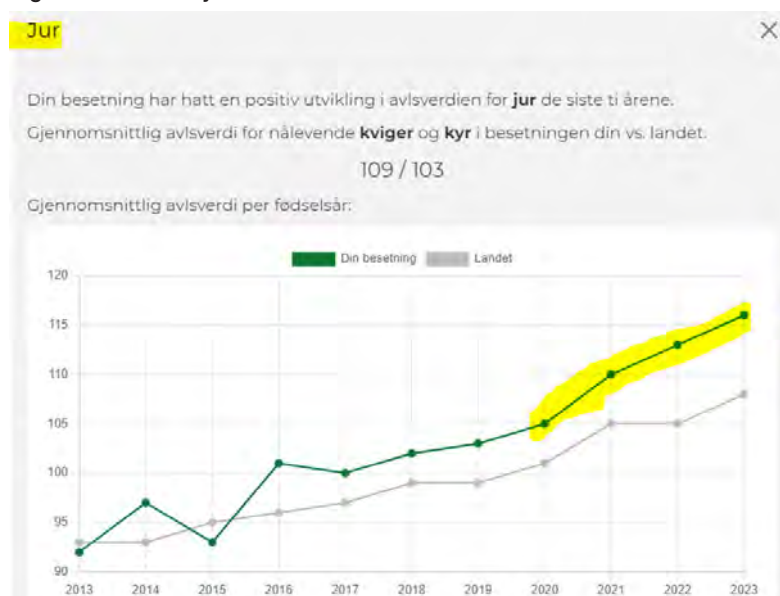 Jur
Din besetning har hatt en positiv utvikling i avlsverdien for jur de siste ti årene.
Gjennomsnittlig avlsverdi for nålevende kviger og kyr i besetningen din vs. landet:
109 / 103
Gjennomsnittlig avlsverdi per fødselsår:
Din besetning Landet
120
115
110
105
100
95
90
2013 2014 2015 2016 2017 2018 2019 2020 2021 2022 2023